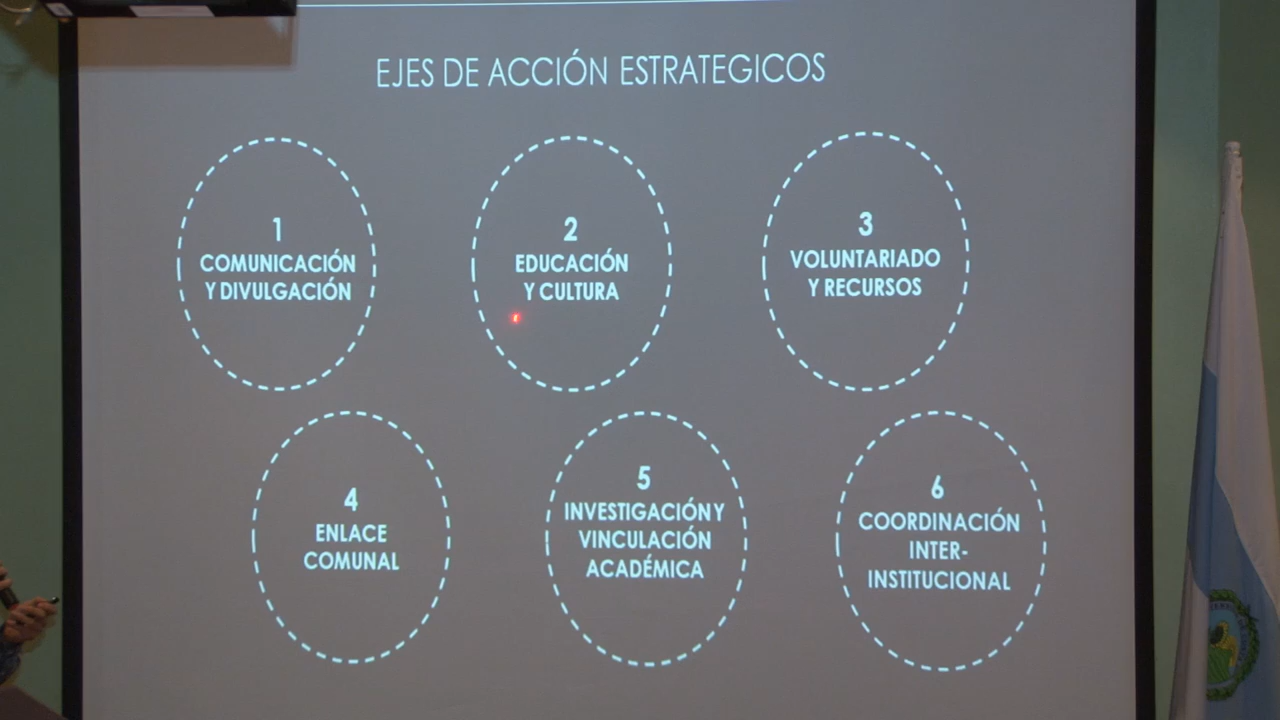 EJES DE ACCIÓN ESTRATEGICOS
1
COMUNICACIÓN
Y DIVULGACIÓN
2
EDUCACIÓN
Y CULTURA
3
VOLUNTARIADO
Y RECURSOS
4
ENLACE
COMUNAL
5
INVESTIGACIÓN Y
VINCULACIÓN
ACADÉMICA
6
COORDINACIÓN
INTER-
INSTITUCIONAL